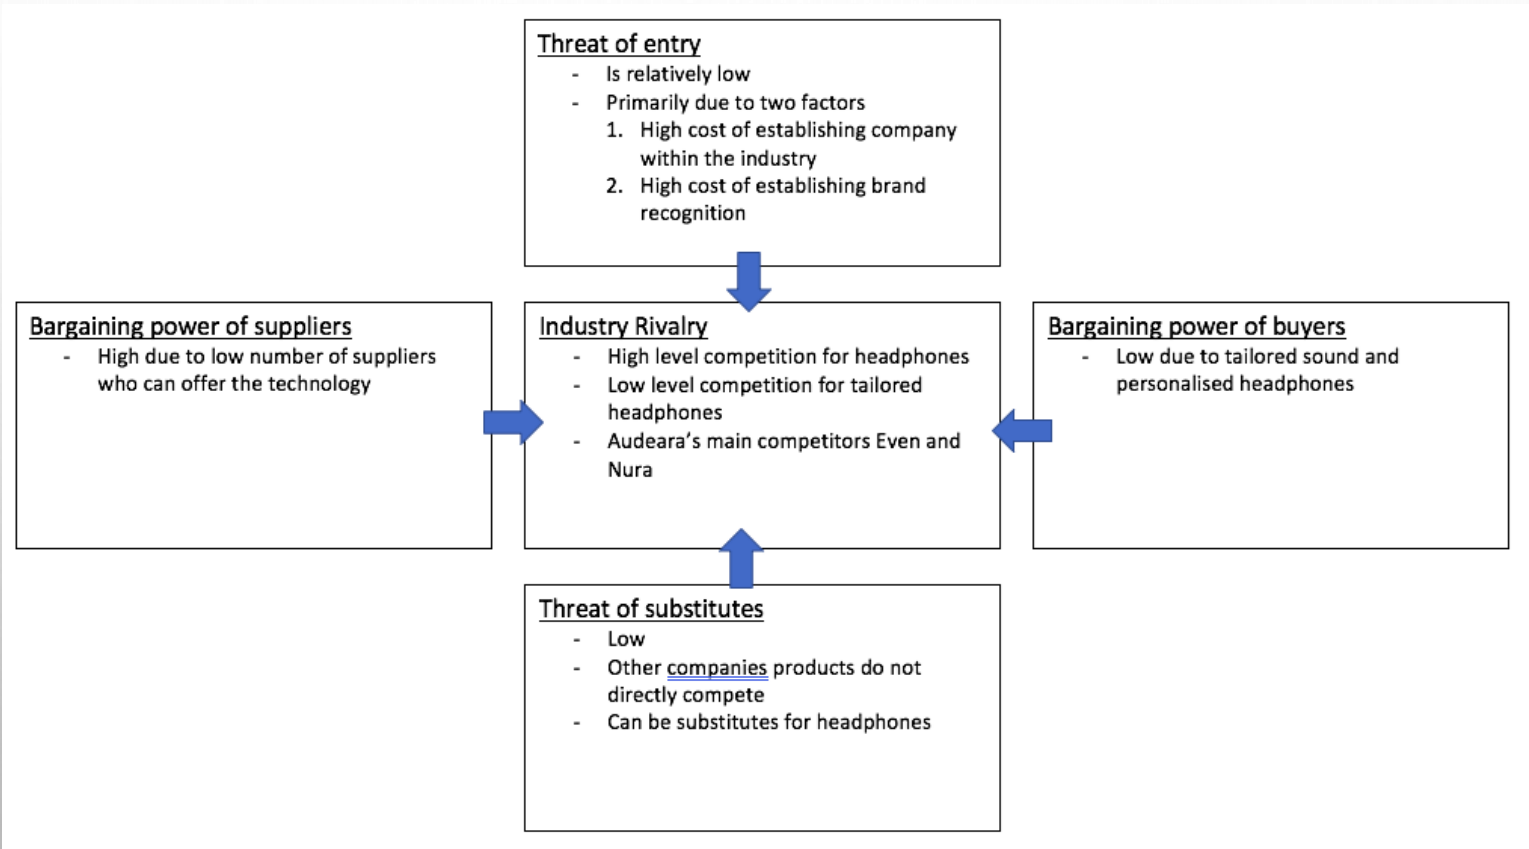 Threat of entry
- Is relatively low
- Primarily due to two factors
1. High cost of establishing company
within the industry
2. High cost of establishing brand
recognition
Bargaining power of suppliers
- High due to low number of suppliers
who can offer the technology
Industry Rivalry
- High level competition for headphones
- Low level competition for tailored
headphones
- Audeara’s main competitors Even and
Nura
Bargaining power of buyers
- Low due to tailored sound and
personalised headphones
Threat of substitutes
- Low
- Other companies products do not
directly compete
- Can be substitutes for headphones